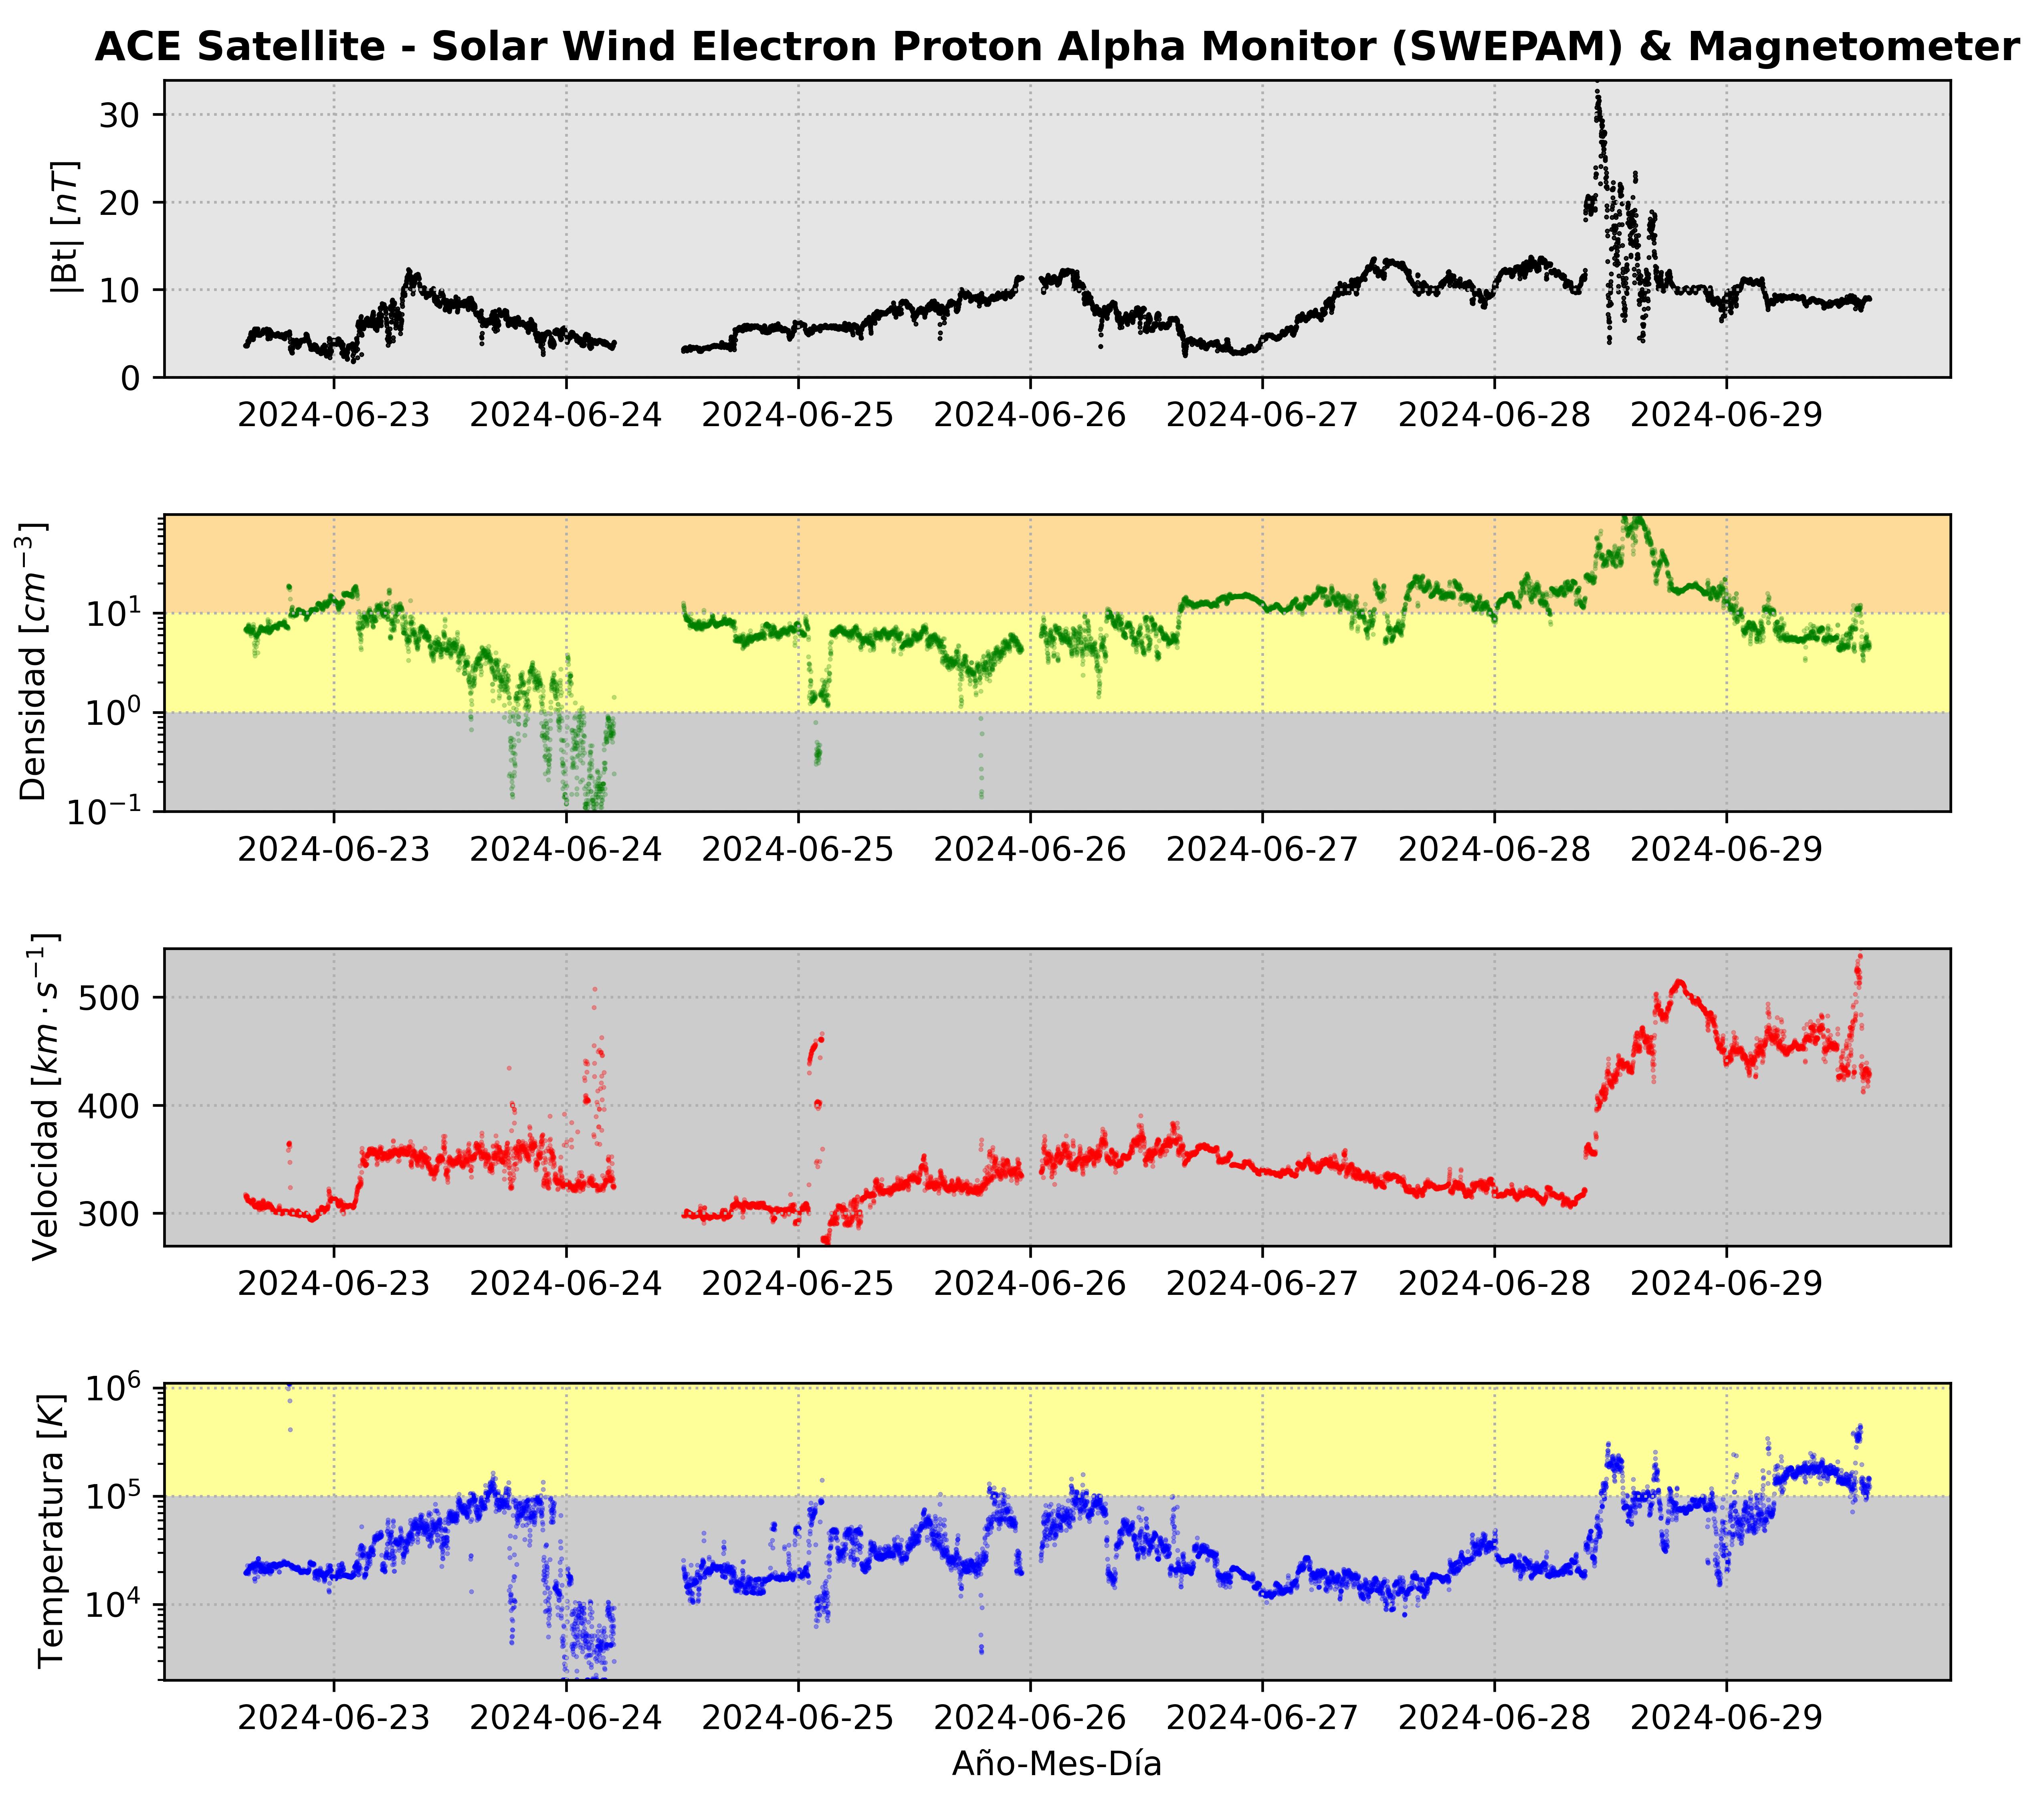 ACE Satellite - Solar Wind Electron Proton Alpha Monitor (SWEPAM) & Magnetometer
|Bt| [nT]
30
20
10
0
2024-06-23 2024-06-24 2024-06-25 2024-06-26 2024-06-27 2024-06-28 2024-06-29
Densidad [cm⁻³]
10¹
10⁰
10⁻¹
2024-06-23 2024-06-24 2024-06-25 2024-06-26 2024-06-27 2024-06-28 2024-06-29
Velocidad [km · s⁻¹]
500
400
300
2024-06-23 2024-06-24 2024-06-25 2024-06-26 2024-06-27 2024-06-28 2024-06-29
Temperatura [K]
10⁶
10⁵
10⁴
2024-06-23 2024-06-24 2024-06-25 2024-06-26 2024-06-27 2024-06-28 2024-06-29
Año-Mes-Día